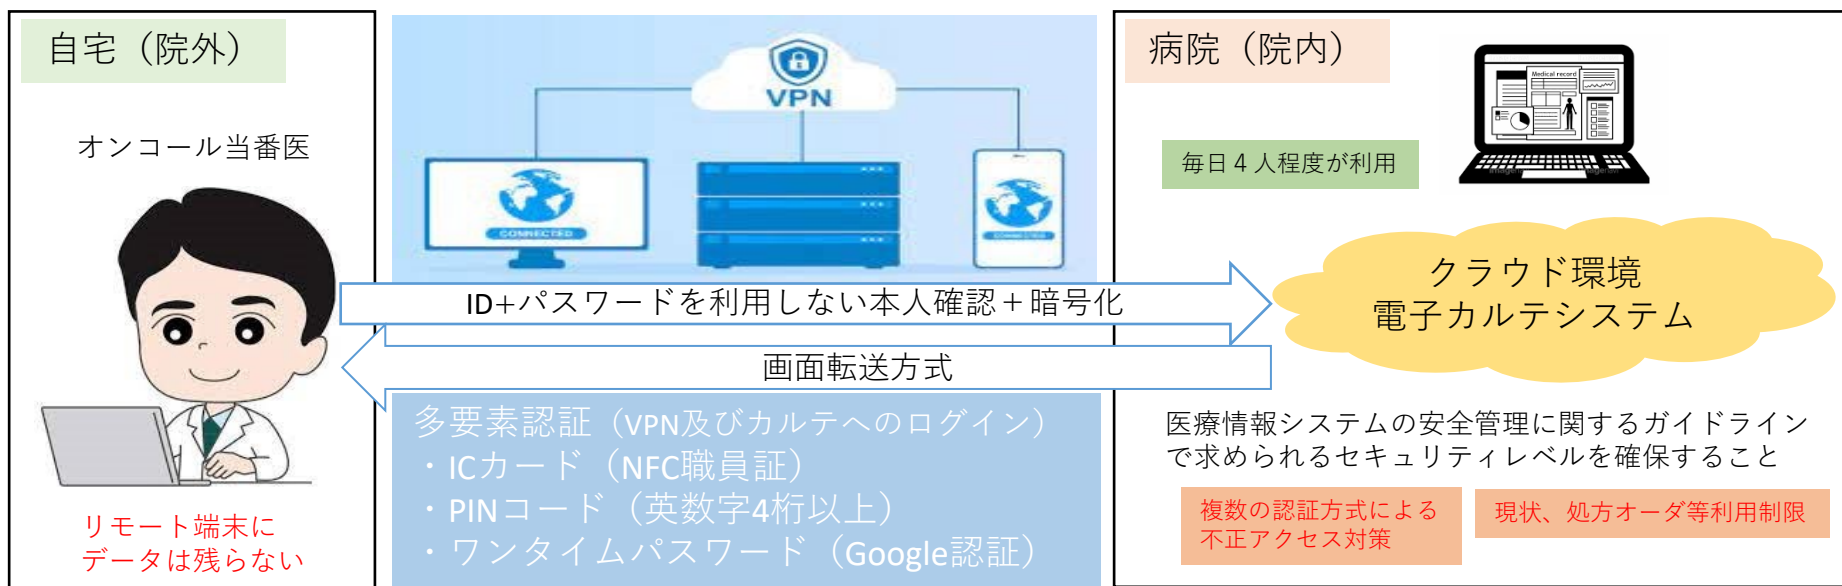 自宅（院外）
オンコール当番医
リモート端末に
データは残らない
VPN
CONNECTED
CONNECTED
ID+パスワードを利用しない本人確認＋暗号化
画面転送方式
多要素認証（VPN及びカルテへのログイン）
・ICカード（NFC職員証）
・PINコード（英数字4桁以上）
・ワンタイムパスワード（Google認証）
病院（院内）
Medical record
毎日４人程度が利用
クラウド環境
電子カルテシステム
医療情報システムの安全管理に関するガイドライン
で求められるセキュリティレベルを確保すること
複数の認証方式による
不正アクセス対策
現状、処方オーダ等利用制限